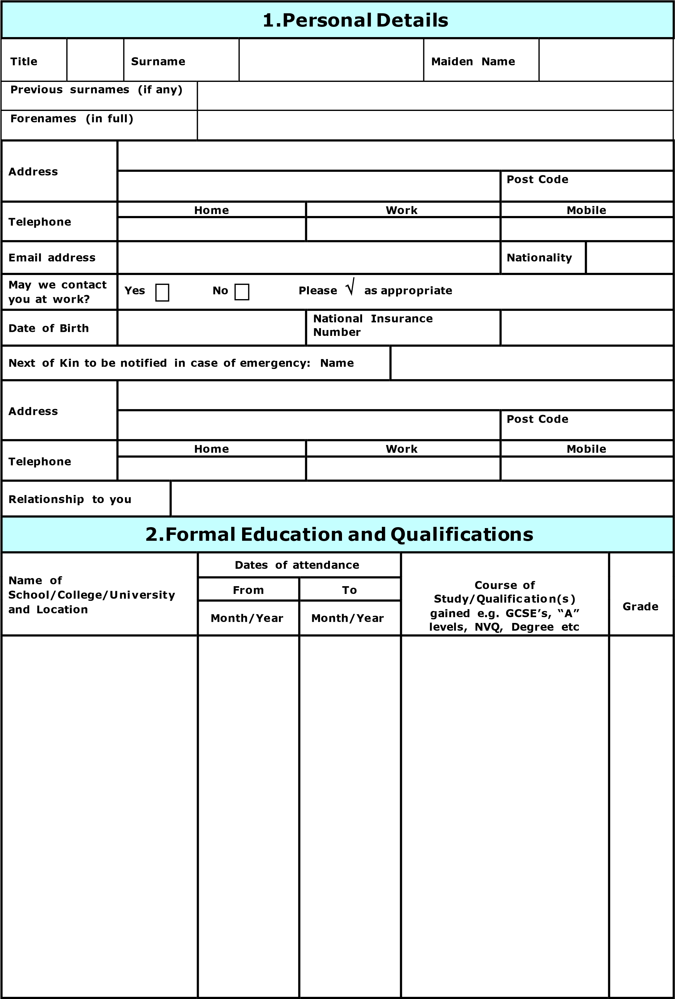 1.Personal Details
Title Surname Maiden Name
Previous surnames (if any)
Forenames (in full)
Address
Post Code
Telephone Home Work Mobile
Email address Nationality
May we contact
you at work?
Yes No Please √ as appropriate
Date of Birth
National Insurance
Number
Next of Kin to be notified in case of emergency: Name
Address
Post Code
Telephone Home Work Mobile
Relationship to you
2.Formal Education and Qualifications
Name of
School/College/University
and Location
Dates of attendance
From To
Month/Year Month/Year
Course of
Study/Qualification(s)
gained e.g. GCSE’s, “A”
levels, NVQ, Degree etc
Grade